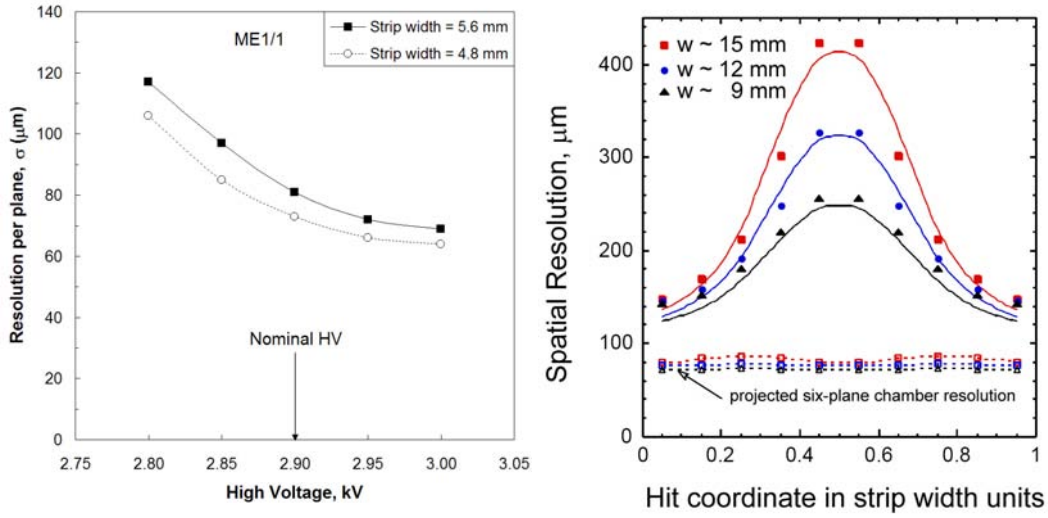 ME1/1
Strip width = 5.6 mm
Strip width = 4.8 mm
Resolution per plane, σ (μm)
140
120
100
80
60
40
20
0
Nominal HV
2.75 2.80 2.85 2.90 2.95 3.00 3.05
High Voltage, kV
w ~ 15 mm
w ~ 12 mm
w ~ 9 mm
Spatial Resolution, μm
400
300
200
100
0
projected six-plane chamber resolution
0 0.2 0.4 0.6 0.8 1
Hit coordinate in strip width units